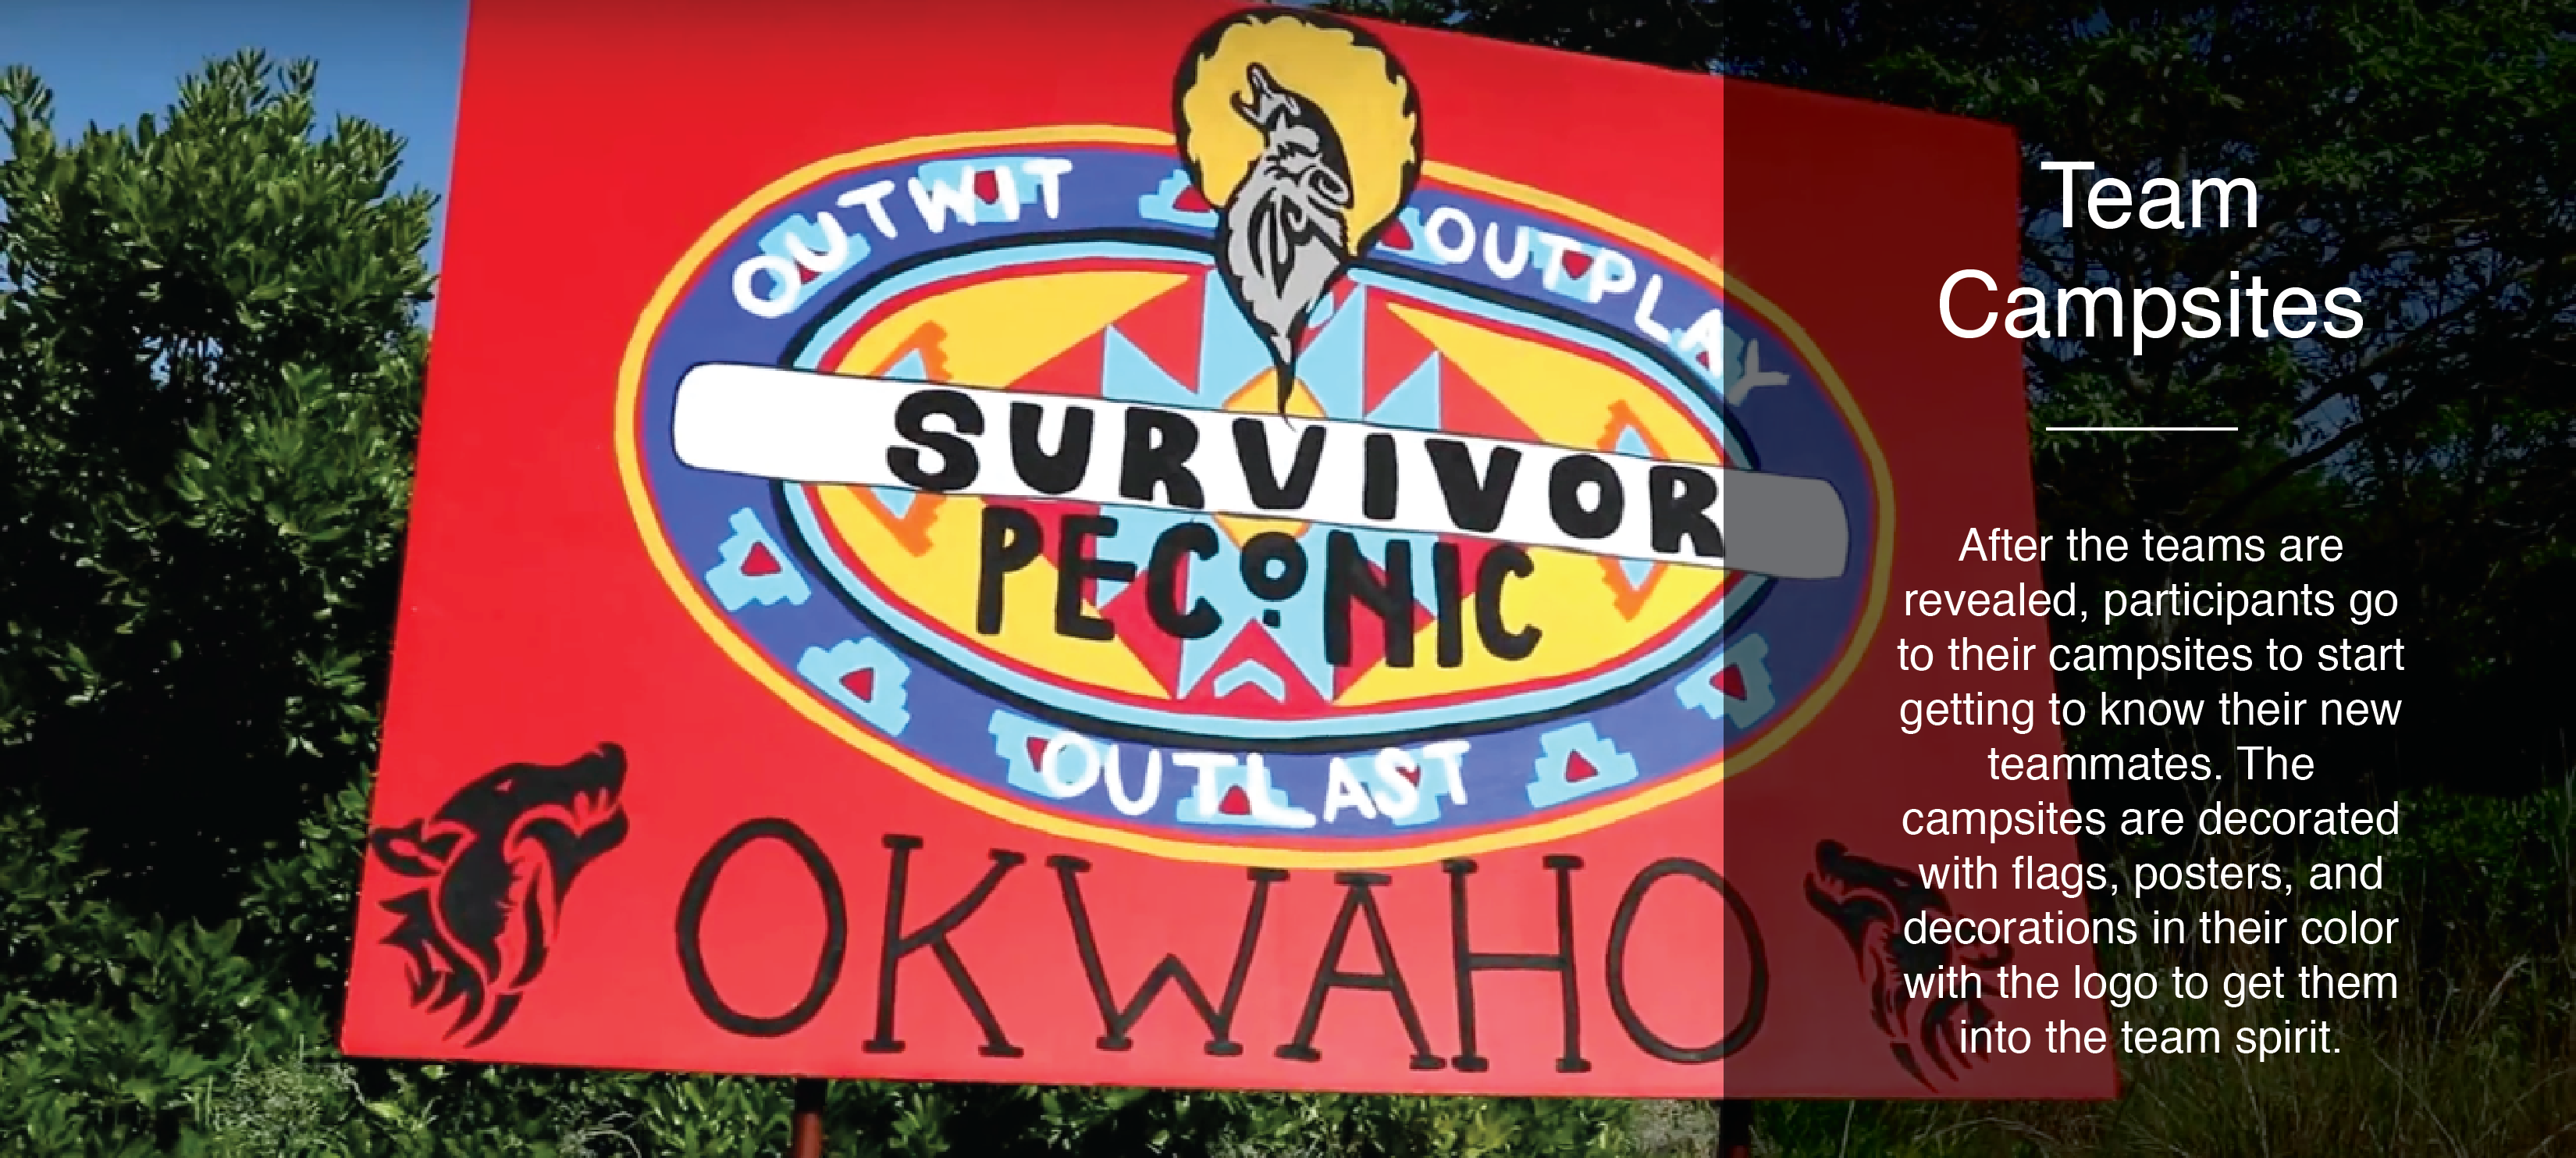 OUTWIT
OUTPLAY
SURVIVOR
PECONIC
OUTLAST
OKWAHO
Team
Campsites
After the teams are
revealed, participants go
to their campsites to start
getting to know their new
teammates. The
campsites are decorated
with flags, posters, and
decorations in their color
with the logo to get them
into the team spirit.